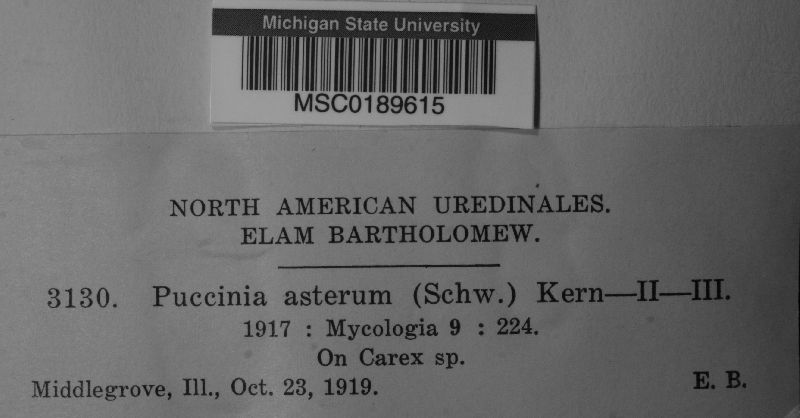 Michigan State University
MSC0189615
NORTH AMERICAN UREDINALES.
ELAM BARTHOLOMEW.
3130. Puccinia asterum (Schw.) Kern—II—III.
1917 : Mycologia 9 : 224.
On Carex sp.
Middlegrove, Ill., Oct. 23, 1919. E. B.